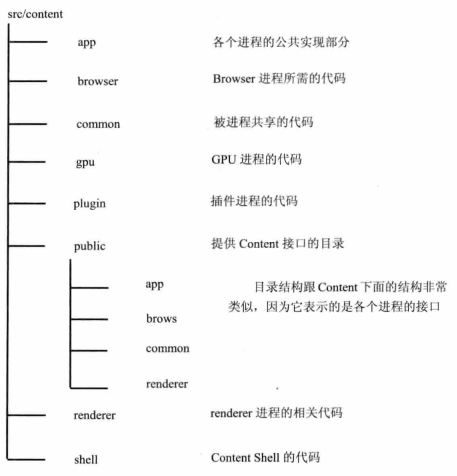 src/content
app 各个进程的公共实现部分
browser Browser 进程所需的代码
common 被进程共享的代码
gpu GPU 进程的代码
plugin 插件进程的代码
public 提供 Content 接口的目录
app 目录结构跟 Content 下面的结构非常
类似，因为它表示的是各个进程的接口
brows
common
renderer
renderer renderer 进程的相关代码
shell Content Shell 的代码